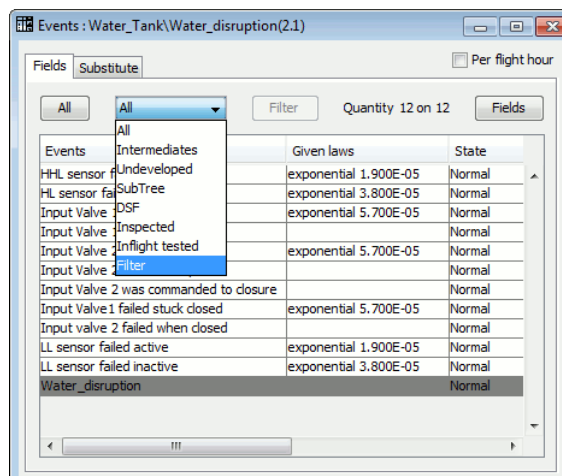 Events : Water_Tank\Water_disruption(2.1)
Fields Substitute Per flight hour
All All Filter Quantity 12 on 12 Fields
All
Intermediates
Undeveloped
SubTree
DSF
Inspected
Inflight tested
Filter
Events Given laws State
HHL sensor exponential 1.900E-05 Normal
HL sensor exponential 3.800E-05 Normal
Input Valve exponential 5.700E-05 Normal
Input Valve Normal
Input Valve 2 exponential 5.700E-05 Normal
Input Valve 2 Normal
Input Valve 2 was commanded to closure Normal
Input Valve1 failed stuck closed exponential 5.700E-05 Normal
Input valve 2 failed when closed Normal
LL sensor failed active exponential 1.900E-05 Normal
LL sensor failed inactive exponential 3.800E-05 Normal
Water_disruption Normal